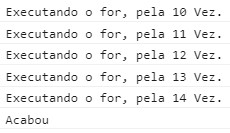 Executando o for, pela 10 Vez.
Executando o for, pela 11 Vez.
Executando o for, pela 12 Vez.
Executando o for, pela 13 Vez.
Executando o for, pela 14 Vez.
Acabou